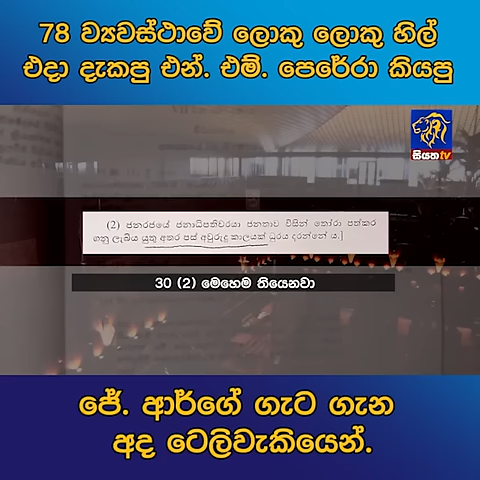 78 ව්‍යවස්ථාවේ ලොකු ලොකු හිල්
එදා දැකපු එන්. එම්. පෙරේරා කියපු
සියත tv
(2) ජනරජයේ ජනාධිපතිවරයා ජනතාව විසින් තෝරා පත්කර
ගනු ලැබිය යුතු අතර පස් අවුරුදු කාලයක් ධුරය දරන්නේ ය.]
30 (2) මෙහෙම තියෙනවා
ජේ. ආර්ගේ ගැට ගැන
අද ටෙලිවැකියෙන්.